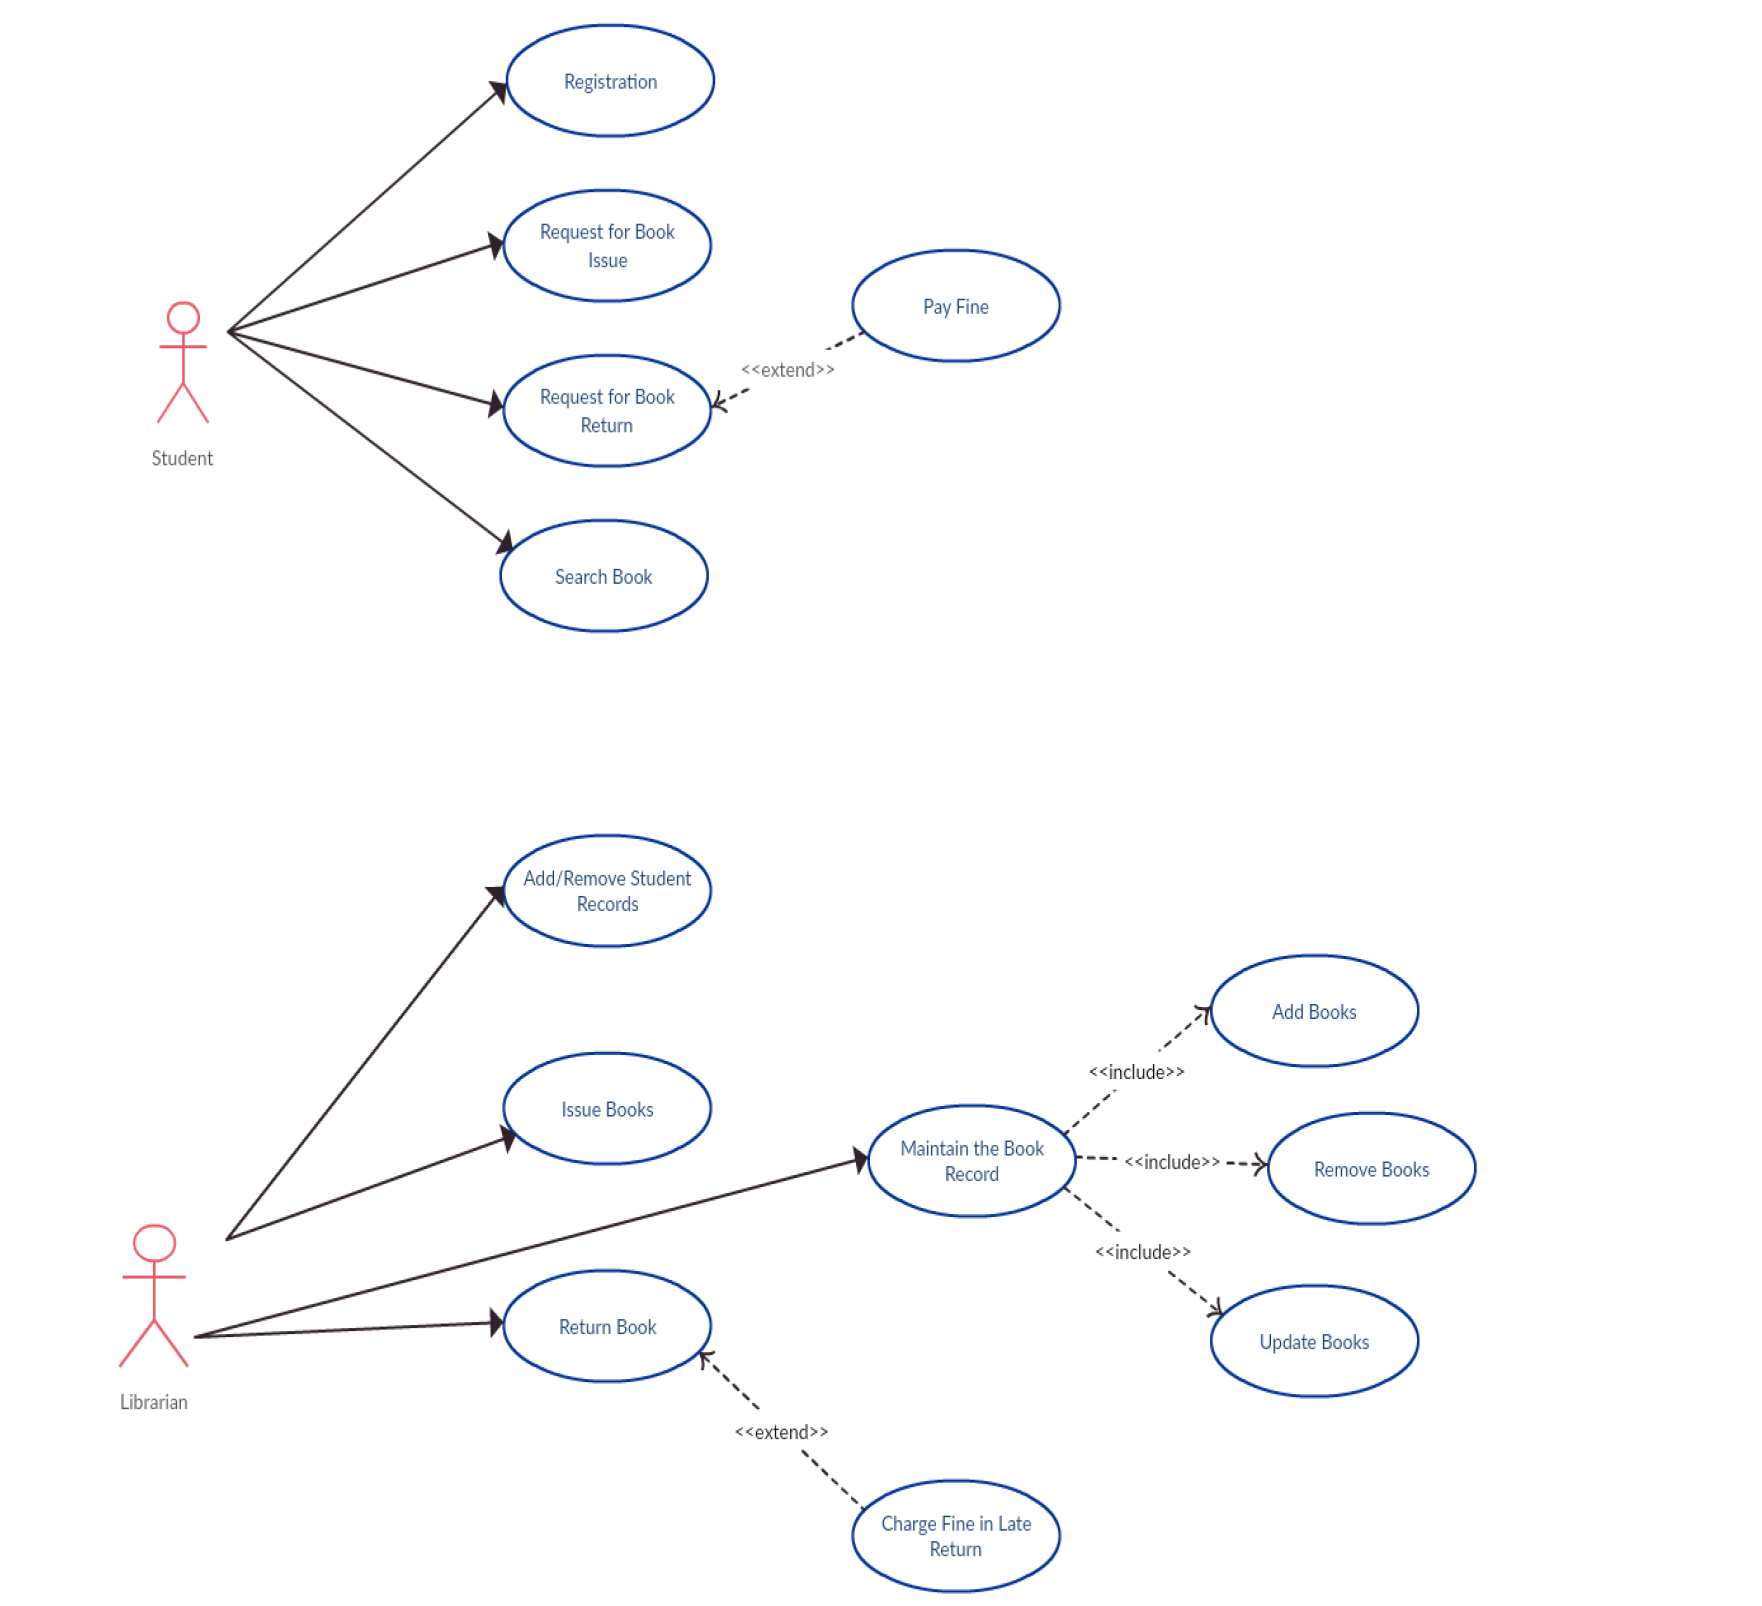 Registration
Request for Book
Issue
Pay Fine
<<extend>>
Request for Book
Return
Student
Search Book
Add/Remove Student
Records
Add Books
<<include>>
Issue Books
Maintain the Book
Record
<<include>>
Remove Books
<<include>>
Return Book
Update Books
Librarian
<<extend>>
Charge Fine in Late
Return